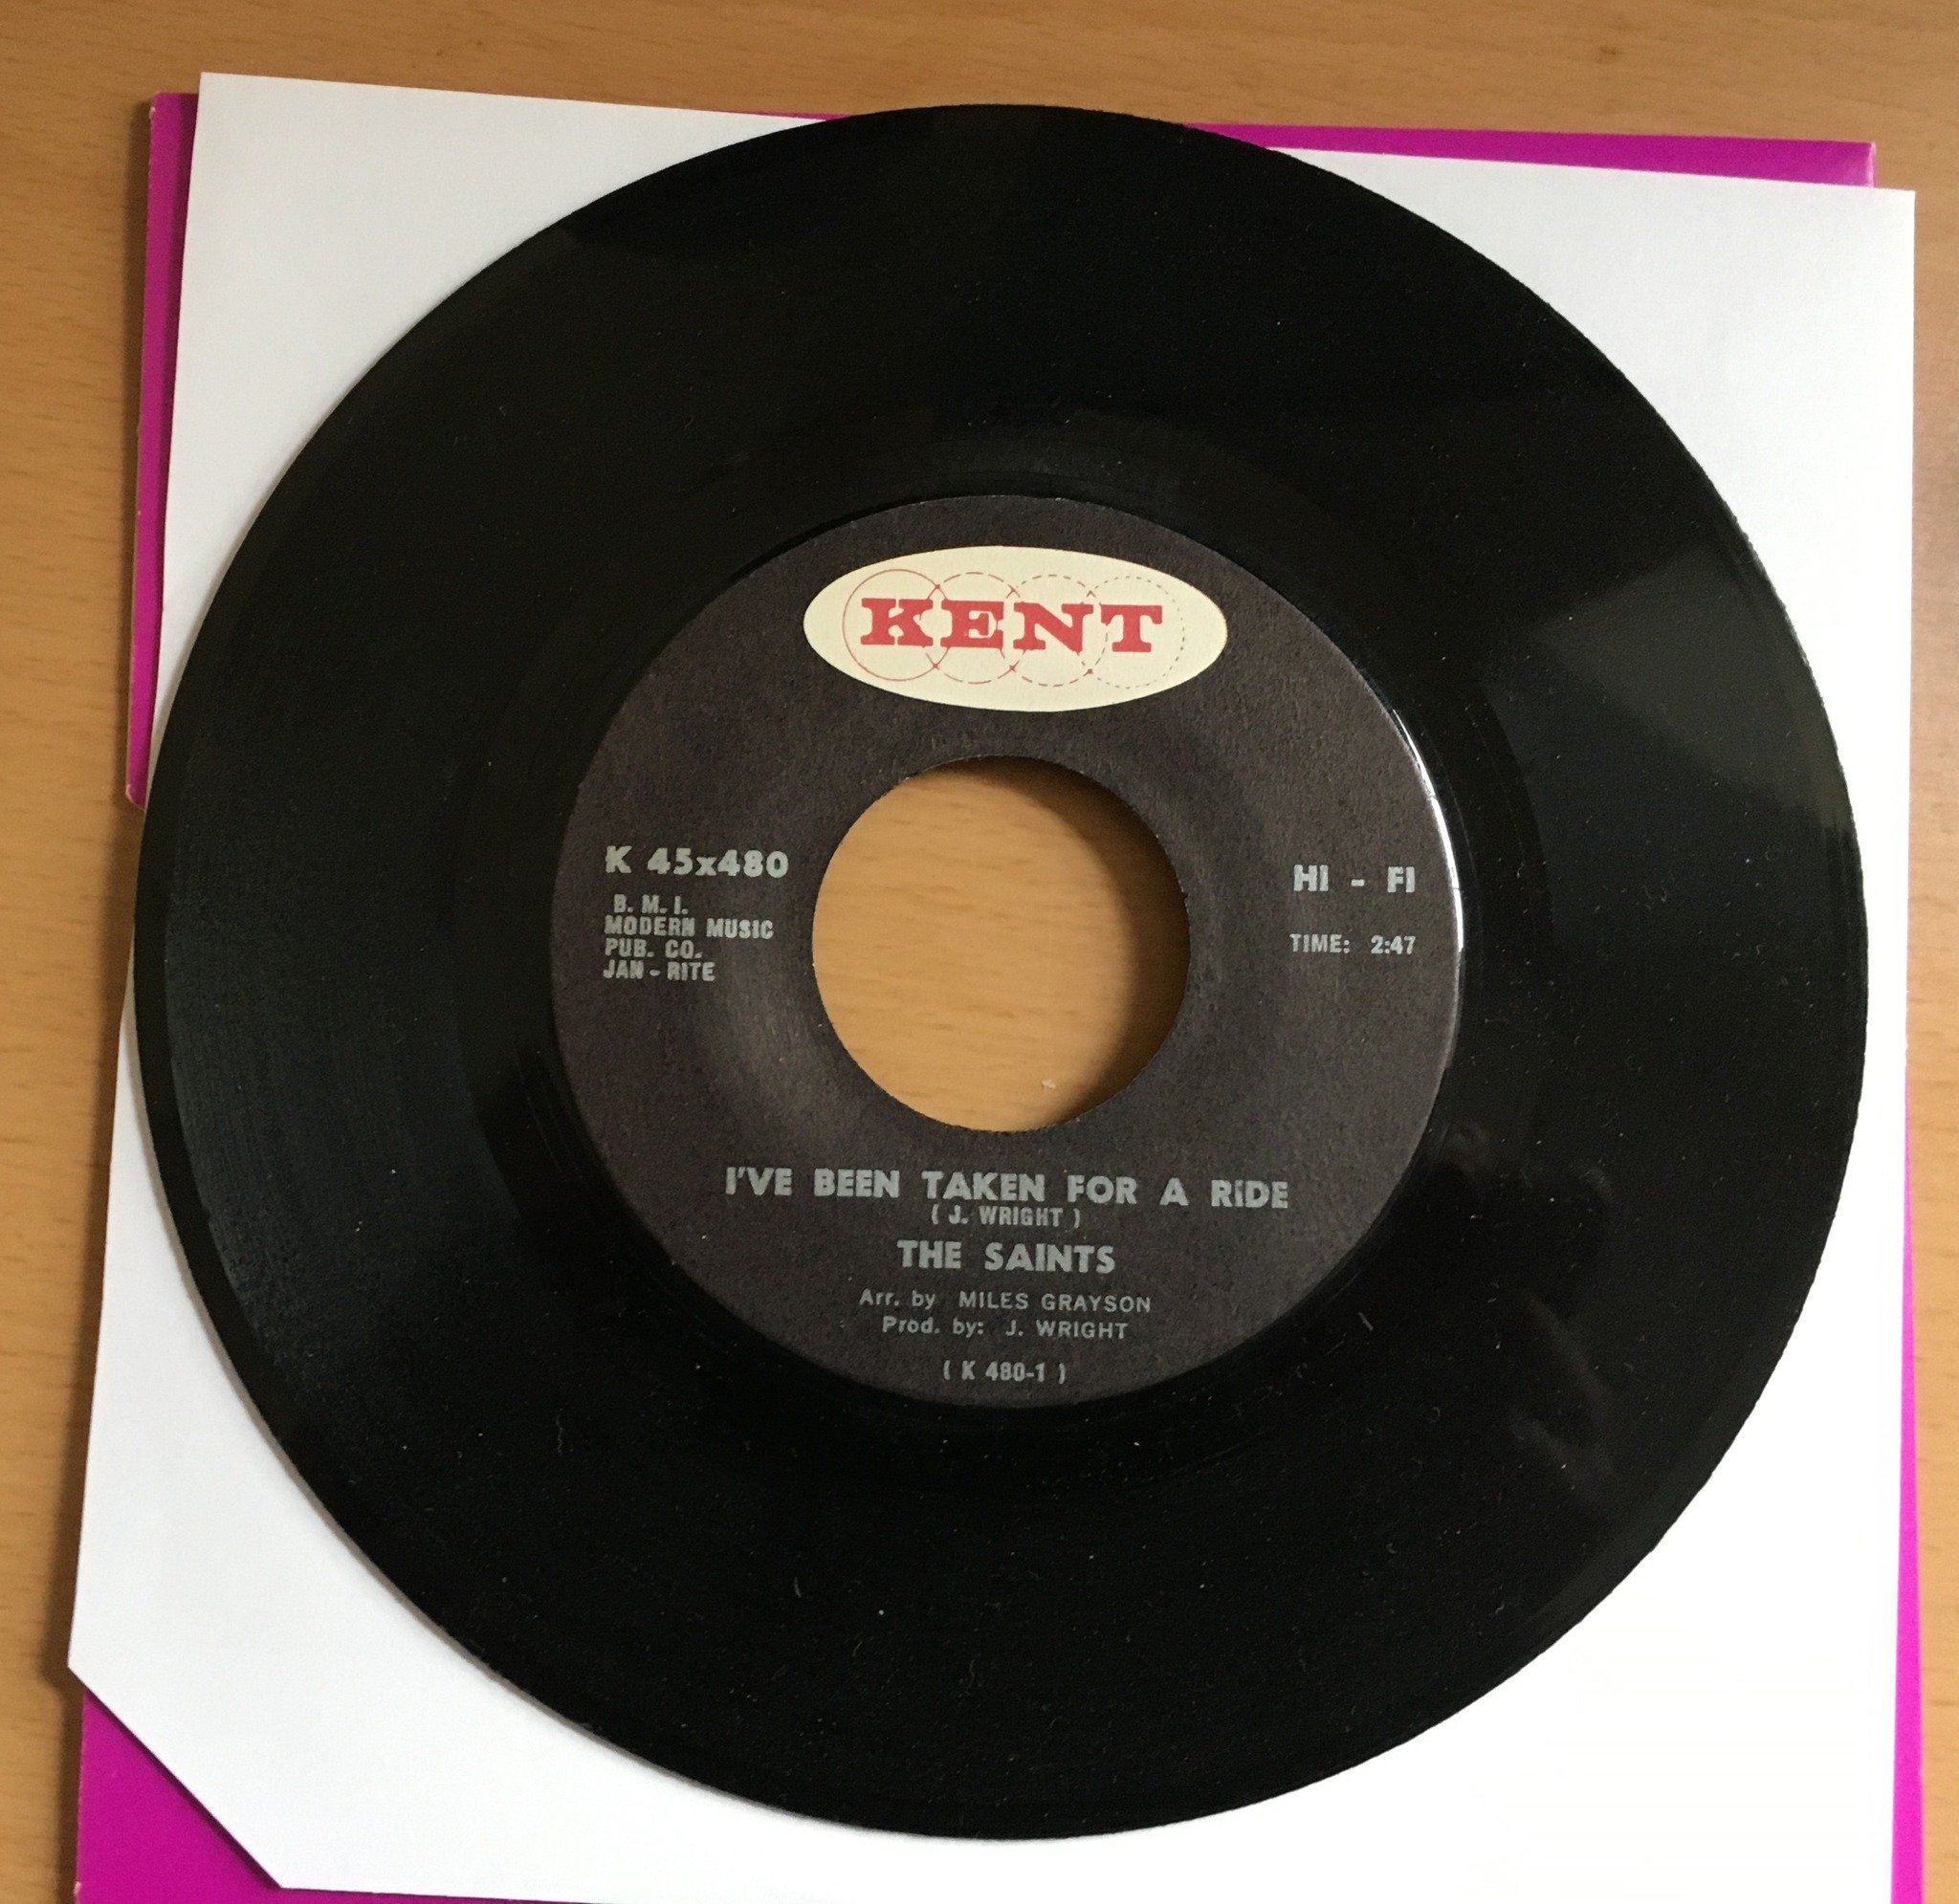 KENT
K 45x480
B. M. I.
MODERN MUSIC
PUB. CO.
JAN - RITE
HI - FI
TIME: 2:47
I'VE BEEN TAKEN FOR A RIDE
( J. WRIGHT )
THE SAINTS
Arr. by MILES GRAYSON
Prod. by: J. WRIGHT
( K 480-1 )